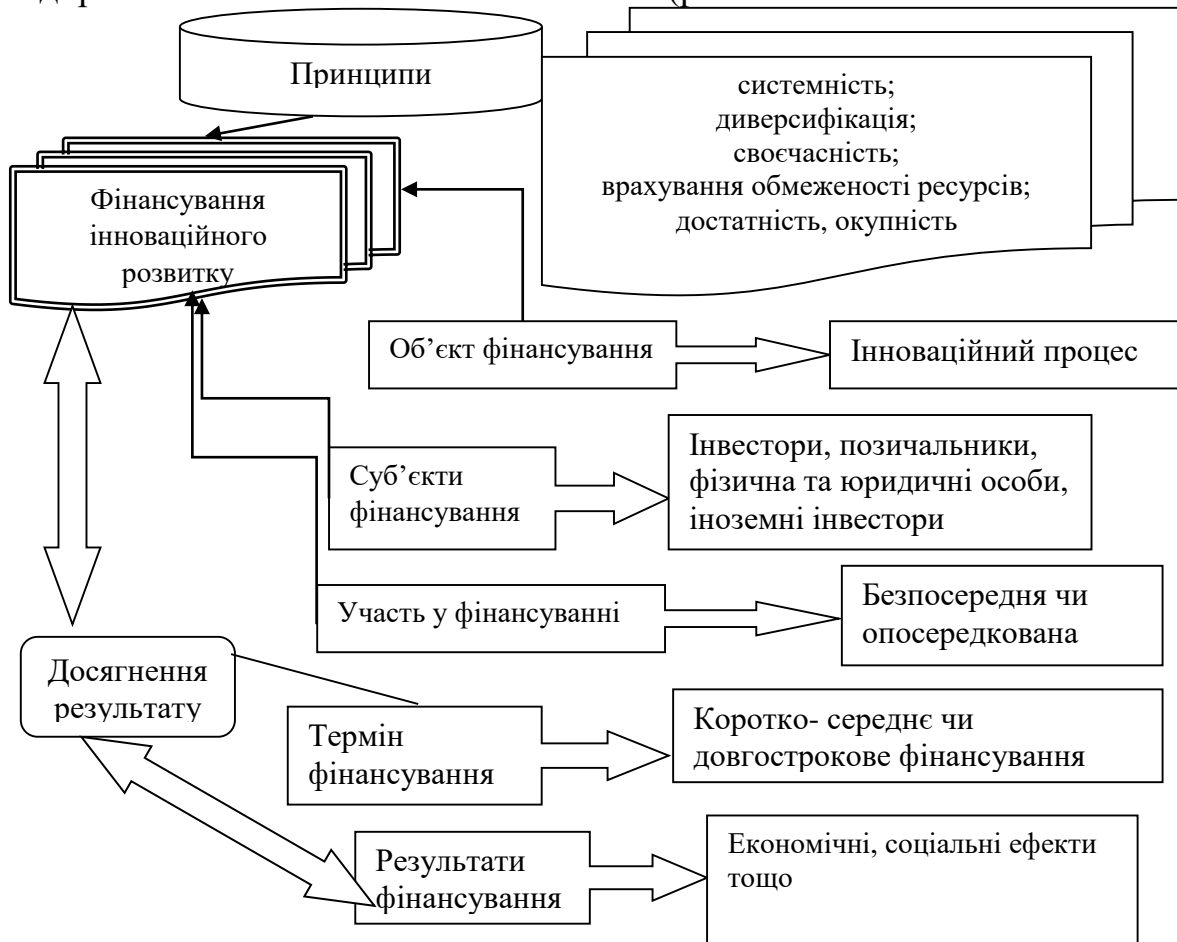 Принципи
системність;
диверсифікація;
своєчасність;
врахування обмеженості ресурсів;
достатність, окупність
Фінансування
інноваційного
розвитку
Об’єкт фінансування
Інноваційний процес
Суб’єкти
фінансування
Інвестори, позичальники,
фізична та юридичні особи,
іноземні інвестори
Участь у фінансуванні
Безпосередня чи
опосередкована
Досягнення
результату
Термін
фінансування
Коротко- середнє чи
довгострокове фінансування
Результати
фінансування
Економічні, соціальні ефекти
тощо